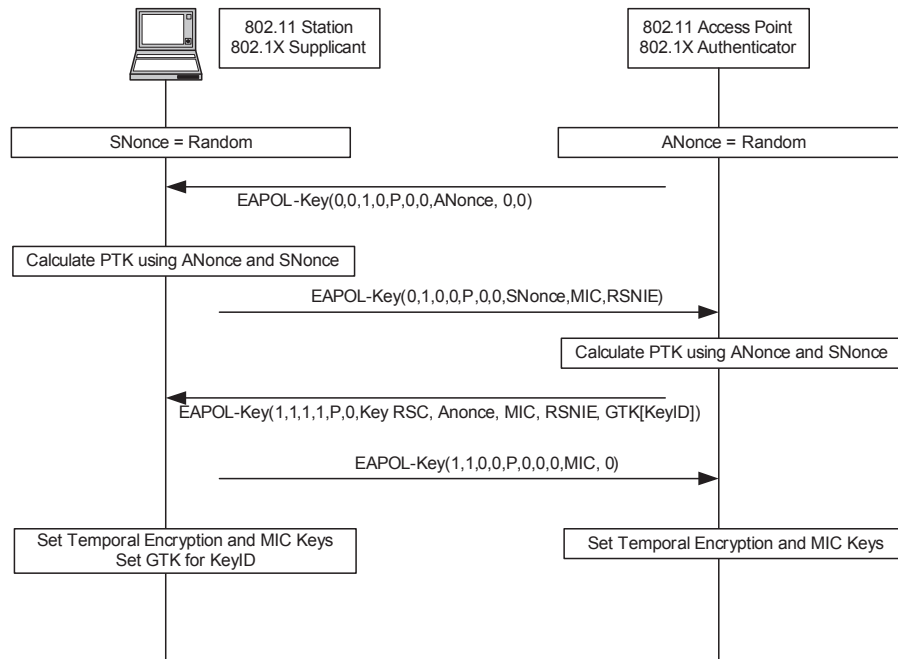 802.11 Station
802.1X Supplicant
802.11 Access Point
802.1X Authenticator
SNonce = Random
ANonce = Random
EAPOL-Key(0,0,1,0,P,0,0,ANonce, 0,0)
Calculate PTK using ANonce and SNonce
EAPOL-Key(0,1,0,0,P,0,0,SNonce,MIC,RSNIE)
Calculate PTK using ANonce and SNonce
EAPOL-Key(1,1,1,1,P,0,Key RSC, Anonce, MIC, RSNIE, GTK[KeyID])
EAPOL-Key(1,1,0,0,P,0,0,0,MIC, 0)
Set Temporal Encryption and MIC Keys
Set GTK for KeyID
Set Temporal Encryption and MIC Keys